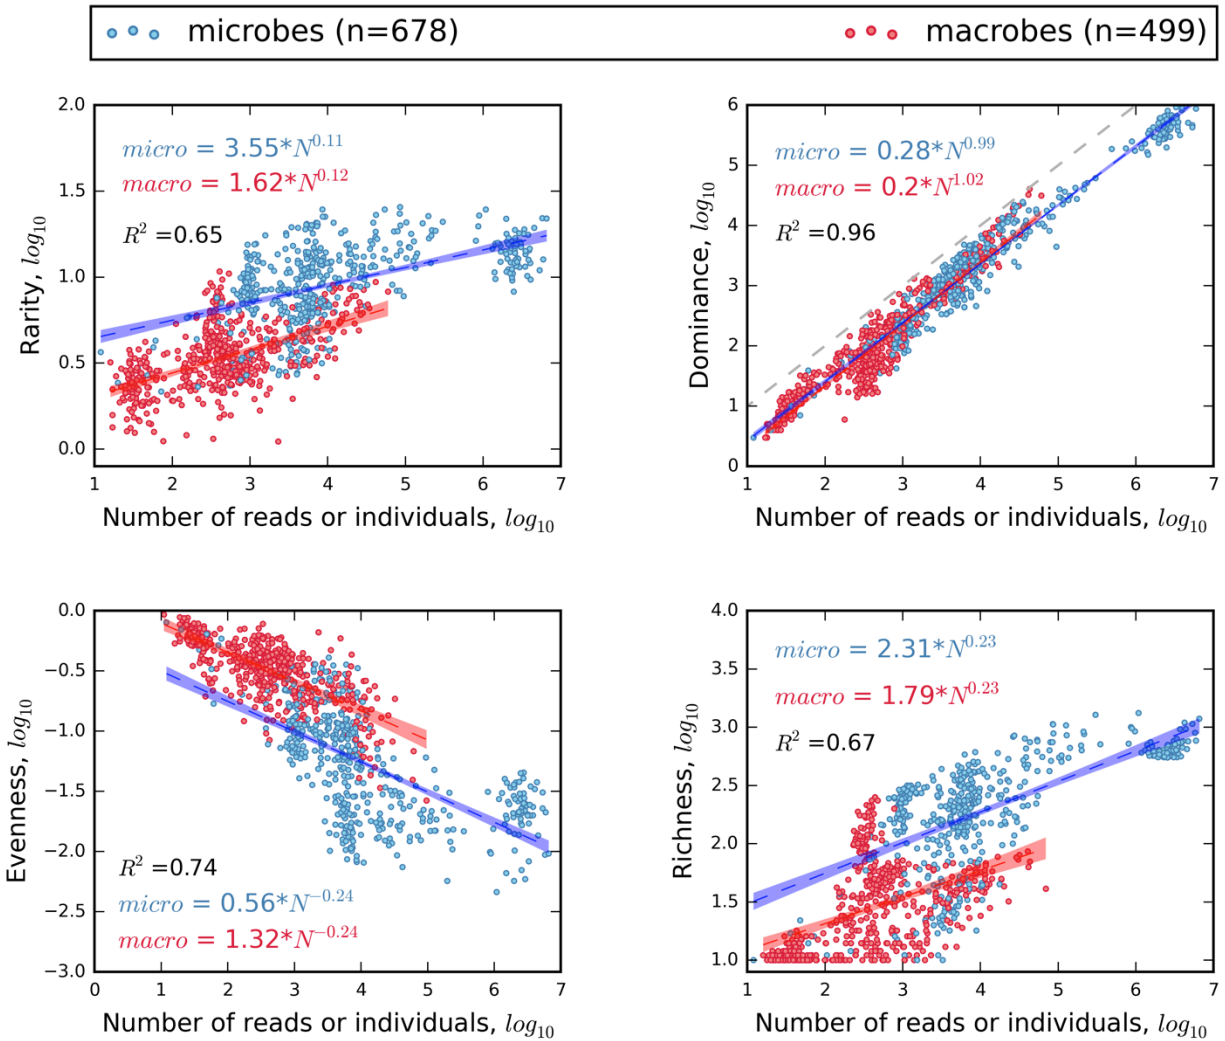 microbes (n=678) macrobes (n=499)
2.0
1.5
1.0
0.5
0.0
Rarity, log10
micro = 3.55*N^0.11
macro = 1.62*N^0.12
R^2 =0.65
1 2 3 4 5 6 7
Number of reads or individuals, log10
6
5
4
3
2
1
0
Dominance, log10
micro = 0.28*N^0.99
macro = 0.2*N^1.02
R^2 =0.96
1 2 3 4 5 6 7
Number of reads or individuals, log10
0.0
−0.5
−1.0
−1.5
−2.0
−2.5
−3.0
Evenness, log10
R^2 =0.74
micro = 0.56*N^−0.24
macro = 1.32*N^−0.24
0 1 2 3 4 5 6 7
Number of reads or individuals, log10
4.0
3.5
3.0
2.5
2.0
1.5
1.0
Richness, log10
micro = 2.31*N^0.23
macro = 1.79*N^0.23
R^2 =0.67
1 2 3 4 5 6 7
Number of reads or individuals, log10